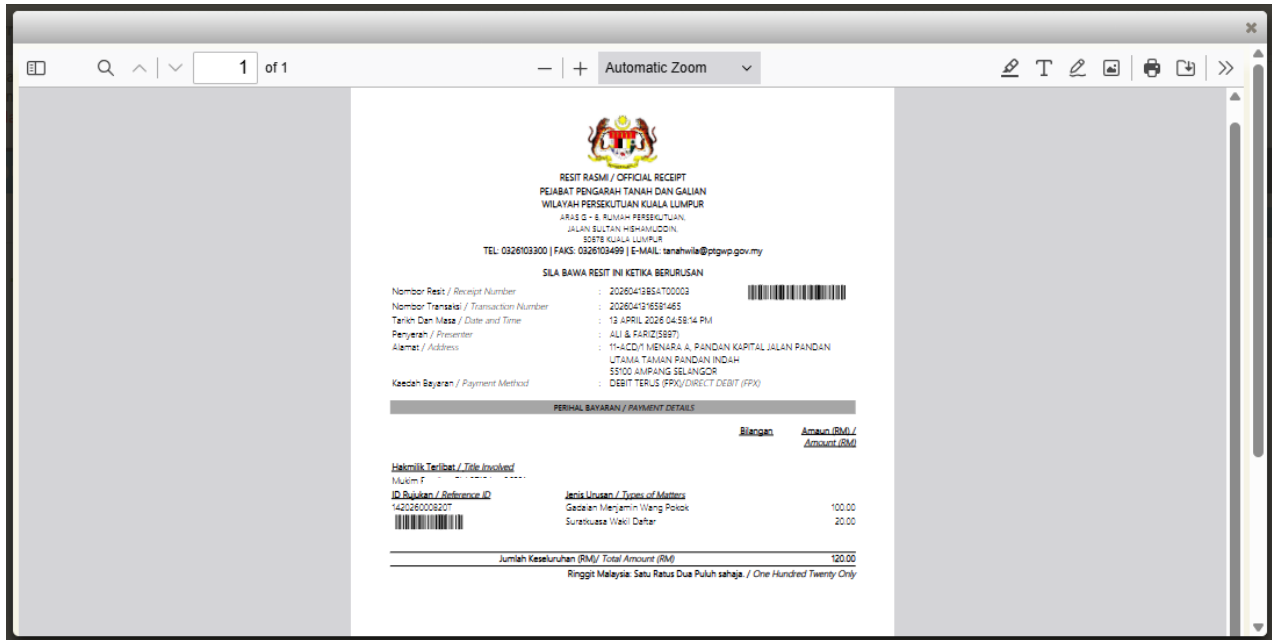 1 of 1
Automatic Zoom
RESIT RASMI / OFFICIAL RECEIPT
PEJABAT PENGARAH TANAH DAN GALIAN
WILAYAH PERSEKUTUAN KUALA LUMPUR
ARAS G - 6, RUMAH PERSEKUTUAN,
JALAN SULTAN HISHAMUDDIN,
50678 KUALA LUMPUR
TEL: 0326103300 | FAKS: 0326103499 | E-MAIL: tanahwila@ptgwp.gov.my
SILA BAWA RESIT INI KETIKA BERURUSAN
Nombor Resit / Receipt Number : 20260413BSAT00003
Nombor Transaksi / Transaction Number : 2026041316581465
Tarikh Dan Masa / Date and Time : 13 APRIL 2026 04:58:14 PM
Penyerah / Presenter : ALI & FARIZ(5897)
Alamat / Address : 11-ACD/1 MENARA A, PANDAN KAPITAL JALAN PANDAN
UTAMA TAMAN PANDAN INDAH
55100 AMPANG SELANGOR
Kaedah Bayaran / Payment Method : DEBIT TERUS (FPX)/DIRECT DEBIT (FPX)
PERIHAL BAYARAN / PAYMENT DETAILS
Bilangan Amaun (RM) /
Amount (RM)
Hakmilik Terlibat / Title Involved
Mukim
ID Rujukan / Reference ID Jenis Urusan / Types of Matters
142026000820T Gadaian Menjamin Wang Pokok 100.00
Suratkuasa Wakil Daftar 20.00
Jumlah Keseluruhan (RM)/ Total Amount (RM) 120.00
Ringgit Malaysia: Satu Ratus Dua Puluh sahaja. / One Hundred Twenty Only